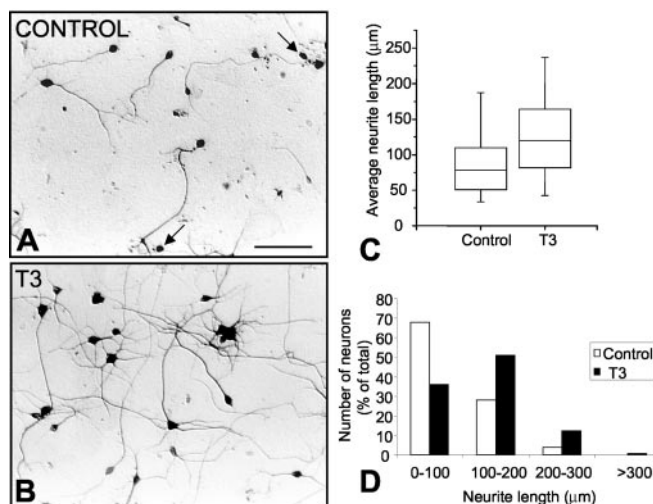 CONTROL
A
T3
B
Average neurite length (μm)
250
200
150
100
50
0
Control
T3
C
Number of neurons
(% of total)
80
70
60
50
40
30
20
10
0
Control
T3
0-100
100-200
200-300
>300
D
Neurite length (μm)